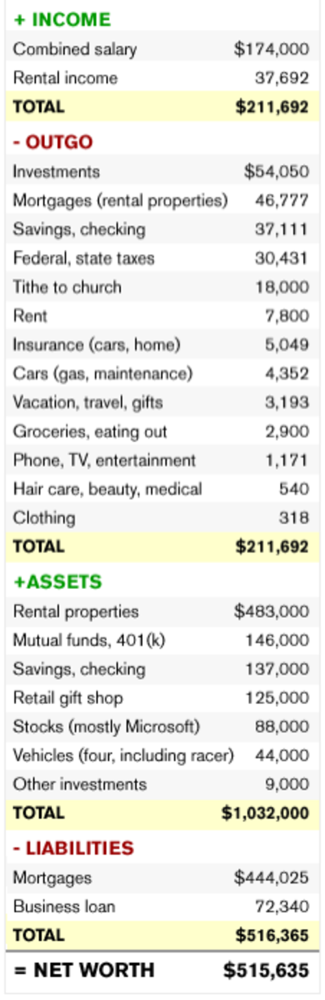 + INCOME
Combined salary $174,000
Rental income 37,692
TOTAL $211,692
- OUTGO
Investments $54,050
Mortgages (rental properties) 46,777
Savings, checking 37,111
Federal, state taxes 30,431
Tithe to church 18,000
Rent 7,800
Insurance (cars, home) 5,049
Cars (gas, maintenance) 4,352
Vacation, travel, gifts 3,193
Groceries, eating out 2,900
Phone, TV, entertainment 1,171
Hair care, beauty, medical 540
Clothing 318
TOTAL $211,692
+ASSETS
Rental properties $483,000
Mutual funds, 401(k) 146,000
Savings, checking 137,000
Retail gift shop 125,000
Stocks (mostly Microsoft) 88,000
Vehicles (four, including racer) 44,000
Other investments 9,000
TOTAL $1,032,000
- LIABILITIES
Mortgages $444,025
Business loan 72,340
TOTAL $516,365
= NET WORTH $515,635